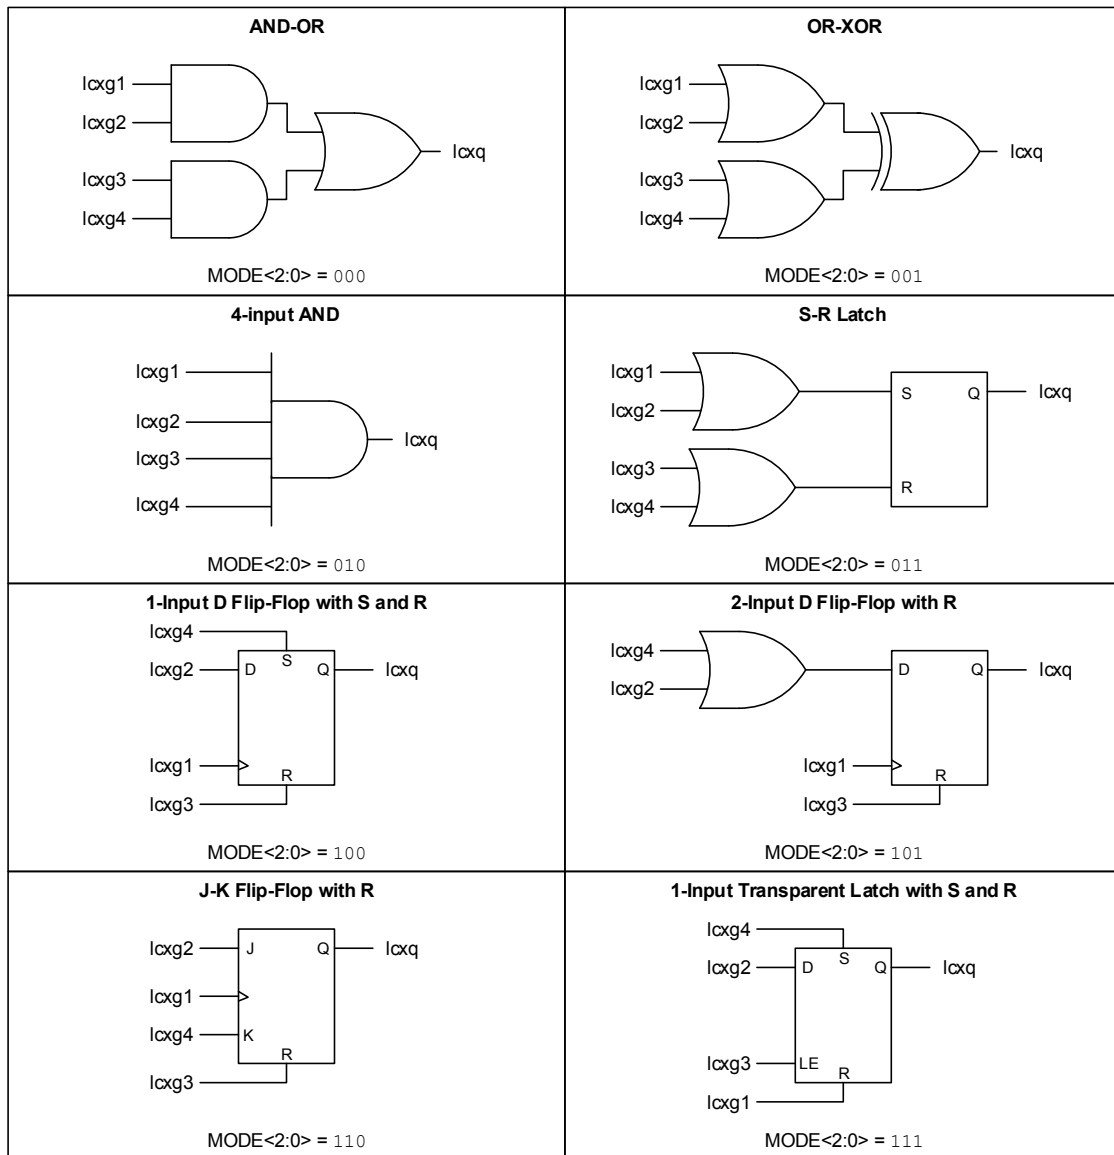 AND-OR
lcxg1
lcxg2
lcxg3
lcxg4
lcxq
MODE<2:0> = 000
OR-XOR
lcxg1
lcxg2
lcxg3
lcxg4
lcxq
MODE<2:0> = 001
4-input AND
lcxg1
lcxg2
lcxg3
lcxg4
lcxq
MODE<2:0> = 010
S-R Latch
lcxg1
lcxg2
lcxg3
lcxg4
S
Q
R
lcxq
MODE<2:0> = 011
1-Input D Flip-Flop with S and R
lcxg4
lcxg2
D
S
Q
lcxq
lcxg1
R
lcxg3
MODE<2:0> = 100
2-Input D Flip-Flop with R
lcxg4
lcxg2
D
Q
lcxq
lcxg1
R
lcxg3
MODE<2:0> = 101
J-K Flip-Flop with R
lcxg2
J
Q
lcxq
lcxg1
lcxg4
K
R
lcxg3
MODE<2:0> = 110
1-Input Transparent Latch with S and R
lcxg4
lcxg2
D
S
Q
lcxq
lcxg3
LE
R
lcxg1
MODE<2:0> = 111